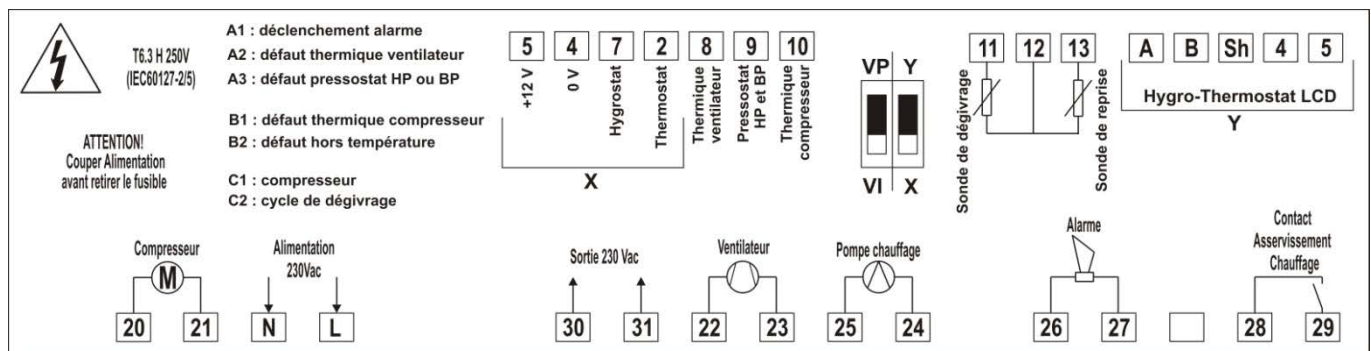 T6.3 H 250V
(IEC60127-2/5)
ATTENTION!
Couper Alimentation
avant retirer le fusible
A1 : déclenchement alarme
A2 : défaut thermique ventilateur
A3 : défaut pressostat HP ou BP
B1 : défaut thermique compresseur
B2 : défaut hors température
C1 : compresseur
C2 : cycle de dégivrage
5 4 7 2 8 9 10
+12 V
0 V
Hygrostat
Thermostat
Thermique
ventilateur
Pressostat
HP et BP
Thermique
compresseur
X
VP Y
VI X
11 12 13
Sonde de dégivrage
Sonde de reprise
A B Sh 4 5
Hygro-Thermostat LCD
Y
Compresseur
M
20 21
Alimentation
230Vac
N L
Sortie 230 Vac
30 31
Ventilateur
22 23
Pompe chauffage
25 24
Alarme
26 27
Contact
Asservissement
Chauffage
28 29